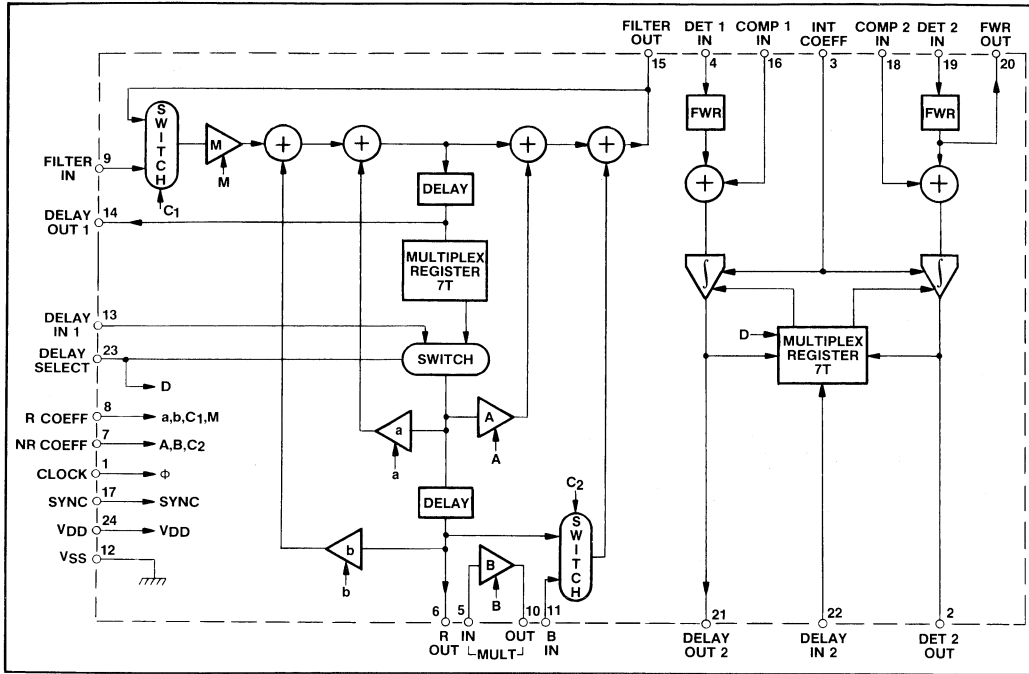 FILTER OUT
DET 1 IN
COMP 1 IN
INT COEFF
COMP 2 IN
DET 2 IN
FWR OUT
15
4
16
3
18
19
20
SWITCH
M
M
C1
+
+
+
+
FWR
FWR
+
+
FILTER IN
9
DELAY OUT 1
14
DELAY
MULTIPLEX
REGISTER
7T
∫
∫
DELAY IN 1
13
DELAY SELECT
23
D
SWITCH
D
MULTIPLEX
REGISTER
7T
R COEFF
8
a,b,C1,M
NR COEFF
7
A,B,C2
CLOCK
1
Φ
SYNC
17
SYNC
VDD
24
VDD
VSS
12
a
a
A
A
DELAY
C2
SWITCH
b
b
B
B
6
5
10
11
R OUT
IN
OUT
MULT
B IN
21
22
2
DELAY OUT 2
DELAY IN 2
DET 2 OUT